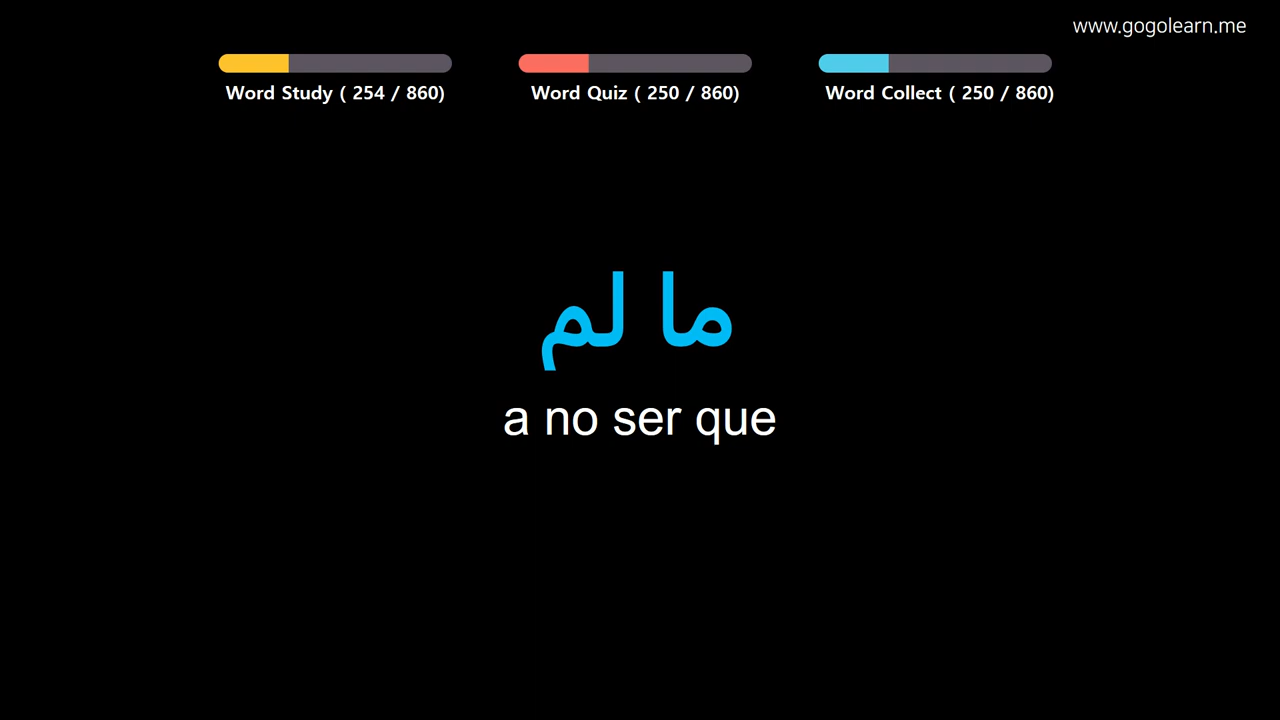 www.gogolearn.me
Word Study ( 254 / 860)
Word Quiz ( 250 / 860)
Word Collect ( 250 / 860)
ما لم
a no ser que